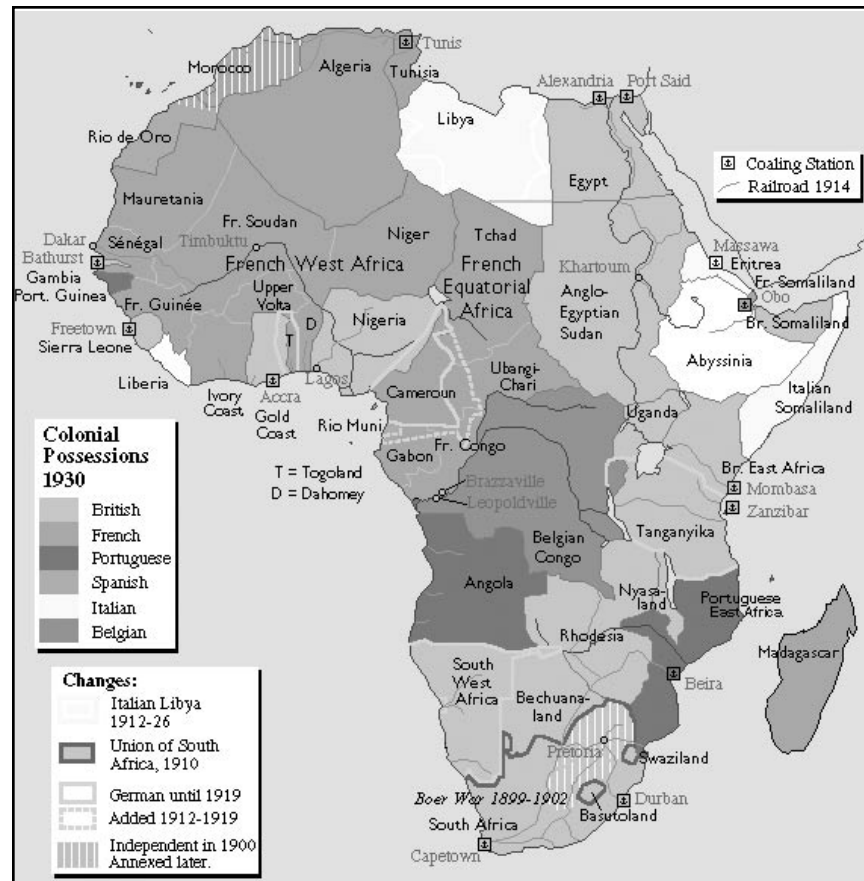 Tunis
Morocco
Algeria
Tunisia
Alexandria
Port Said
Libya
Rio de Oro
Egypt
Coaling Station
Railroad 1914
Mauretania
Fr. Soudan
Niger
Tchad
Dakar
Sénégal
Timbuktu
Massawa
Eritrea
Bathurst
French West Africa
French
Equatorial
Africa
Khartoum
Fr. Somaliland
Gambia
Port. Guinea
Upper
Volta
Anglo-
Egyptian
Sudan
Obo
Fr. Guinée
D
Br. Somaliland
Freetown
T
Nigeria
Sierra Leone
Abyssinia
Liberia
Lagos
Ubangi-
Chari
Ivory
Coast
Accra
Gold
Coast
Cameroun
Italian
Somaliland
Rio Muni
Uganda
Gabon
Fr. Congo
T = Togoland
D = Dahomey
Br. East Africa
Brazzaville
Leopoldville
Mombasa
Zanzibar
Colonial
Possessions
1930
British
French
Portuguese
Spanish
Italian
Belgian
Belgian
Congo
Tanganyika
Angola
Nyasa-
land
Portuguese
East Africa
Rhodesia
Madagascar
South
West
Africa
Bechuana-
land
Beira
Changes:
Italian Libya
1912-26
Union of South
Africa, 1910
German until 1919
Added 1912-1919
Independent in 1900
Annexed later.
Pretoria
Swaziland
Boer War 1899-1902
Durban
Basutoland
South Africa
Capetown